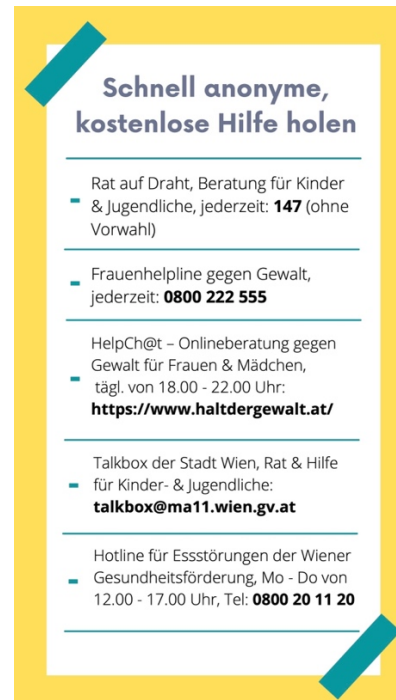 Schnell anonyme,
kostenlose Hilfe holen
- Rat auf Draht, Beratung für Kinder
& Jugendliche, jederzeit: 147 (ohne
Vorwahl)
- Frauenhelpline gegen Gewalt,
jederzeit: 0800 222 555
- HelpCh@t – Onlineberatung gegen
Gewalt für Frauen & Mädchen,
tägl. von 18.00 - 22.00 Uhr:
https://www.haltdergewalt.at/
- Talkbox der Stadt Wien, Rat & Hilfe
für Kinder- & Jugendliche:
talkbox@ma11.wien.gv.at
- Hotline für Essstörungen der Wiener
Gesundheitsförderung, Mo - Do von
12.00 - 17.00 Uhr, Tel: 0800 20 11 20